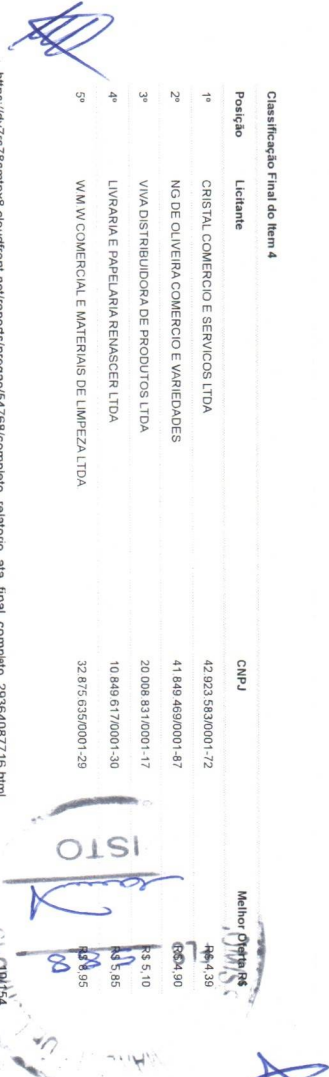 Classificação Final do Item 4
Posição Licitante CNPJ Melhor Oferta R$
1º CRISTAL COMERCIO E SERVICOS LTDA 42.923.583/0001-72 R$ 4,39
2º NG DE OLIVEIRA COMERCIO E VARIEDADES 41.849.469/0001-87 R$ 4,90
3º VIVA DISTRIBUIDORA DE PRODUTOS LTDA 20.008.831/0001-17 R$ 5,10
4º LIVRARIA E PAPELARIA RENASCER LTDA 10.849.617/0001-30 R$ 5,85
5º W.M.W COMERCIAL E MATERIAIS DE LIMPEZA LTDA 32.875.635/0001-29 R$ 8,95
ISTO